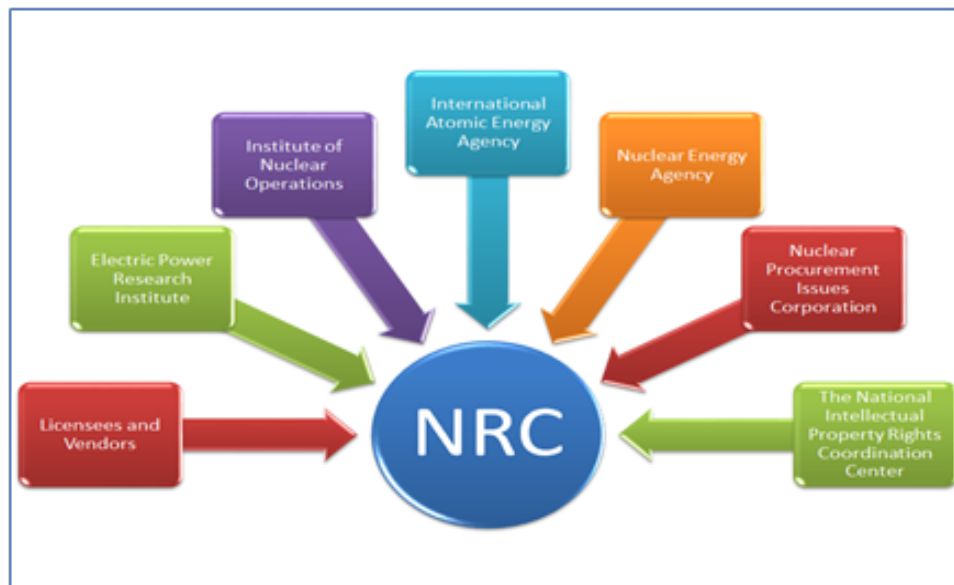 International
Atomic Energy
Agency
Institute of
Nuclear
Operations
Nuclear Energy
Agency
Electric Power
Research
Institute
Nuclear
Procurement
Issues
Corporation
Licensees and
Vendors
NRC
The National
Intellectual
Property Rights
Coordination
Center